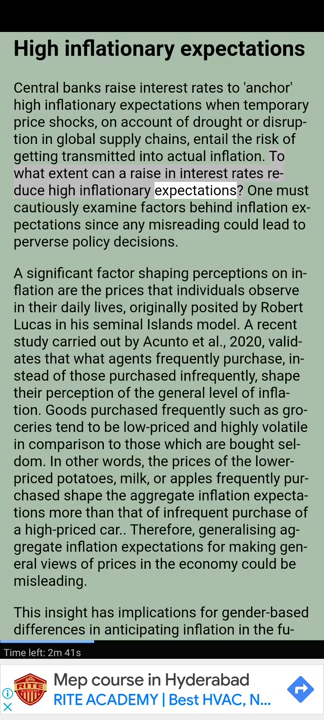 High inflationary expectations
Central banks raise interest rates to 'anchor'
high inflationary expectations when temporary
price shocks, on account of drought or disrup-
tion in global supply chains, entail the risk of
getting transmitted into actual inflation. To
what extent can a raise in interest rates re-
duce high inflationary expectations? One must
cautiously examine factors behind inflation ex-
pectations since any misreading could lead to
perverse policy decisions.
A significant factor shaping perceptions on in-
flation are the prices that individuals observe
in their daily lives, originally posited by Robert
Lucas in his seminal Islands model. A recent
study carried out by Acunto et al., 2020, valid-
ates that what agents frequently purchase, in-
stead of those purchased infrequently, shape
their perception of the general level of infla-
tion. Goods purchased frequently such as gro-
ceries tend to be low-priced and highly volatile
in comparison to those which are bought sel-
dom. In other words, the prices of the lower-
priced potatoes, milk, or apples frequently pur-
chased shape the aggregate inflation expecta-
tions more than that of infrequent purchase of
a high-priced car.. Therefore, generalising ag-
gregate inflation expectations for making gen-
eral views of prices in the economy could be
misleading.
This insight has implications for gender-based
differences in anticipating inflation in the fu-
Time left: 2m 41s
RITE
Mep course in Hyderabad
RITE ACADEMY | Best HVAC, N...